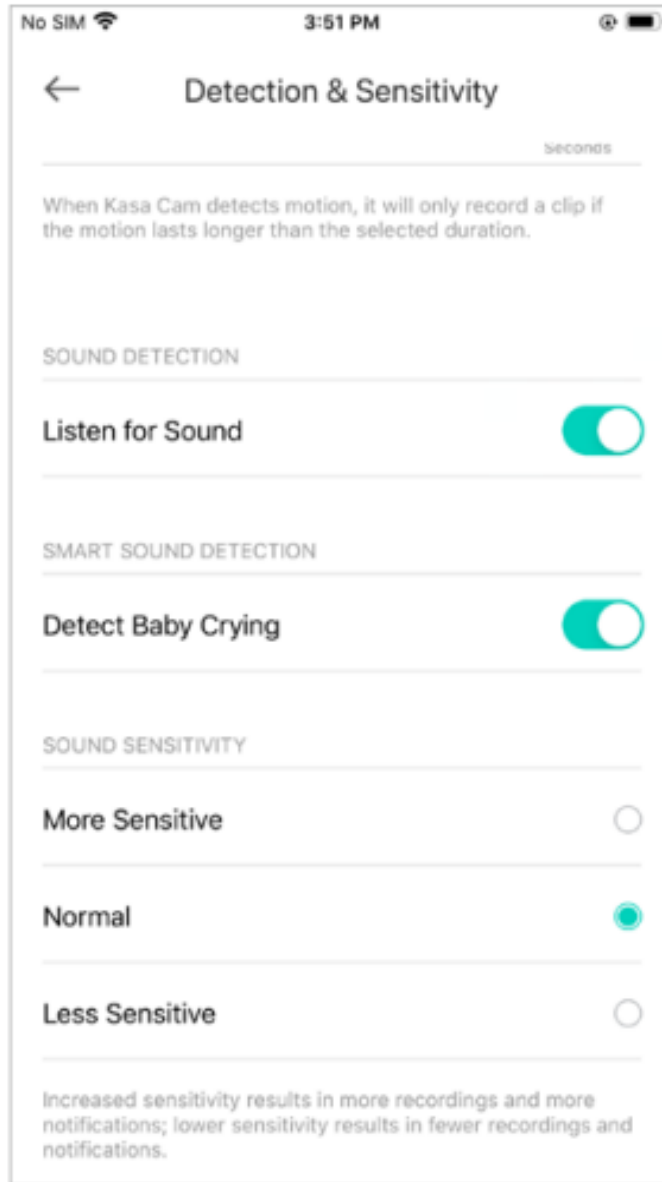 No SIM 3:51 PM
Detection & Sensitivity
Seconds
When Kasa Cam detects motion, it will only record a clip if
the motion lasts longer than the selected duration.
SOUND DETECTION
Listen for Sound
SMART SOUND DETECTION
Detect Baby Crying
SOUND SENSITIVITY
More Sensitive
Normal
Less Sensitive
Increased sensitivity results in more recordings and more
notifications; lower sensitivity results in fewer recordings and
notifications.